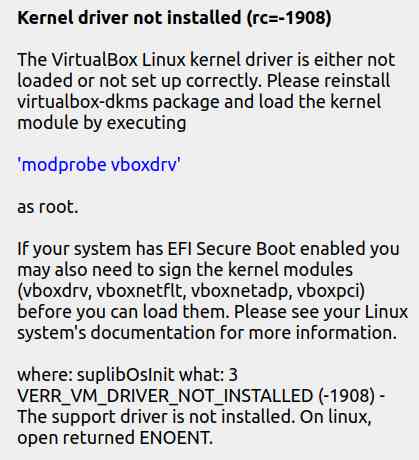 Kernel driver not installed (rc=-1908)
The VirtualBox Linux kernel driver is either not
loaded or not set up correctly. Please reinstall
virtualbox-dkms package and load the kernel
module by executing
'modprobe vboxdrv'
as root.
If your system has EFI Secure Boot enabled you
may also need to sign the kernel modules
(vboxdrv, vboxnetflt, vboxnetadp, vboxpci)
before you can load them. Please see your Linux
system's documentation for more information.
where: suplibOsInit what: 3
VERR_VM_DRIVER_NOT_INSTALLED (-1908) -
The support driver is not installed. On linux,
open returned ENOENT.